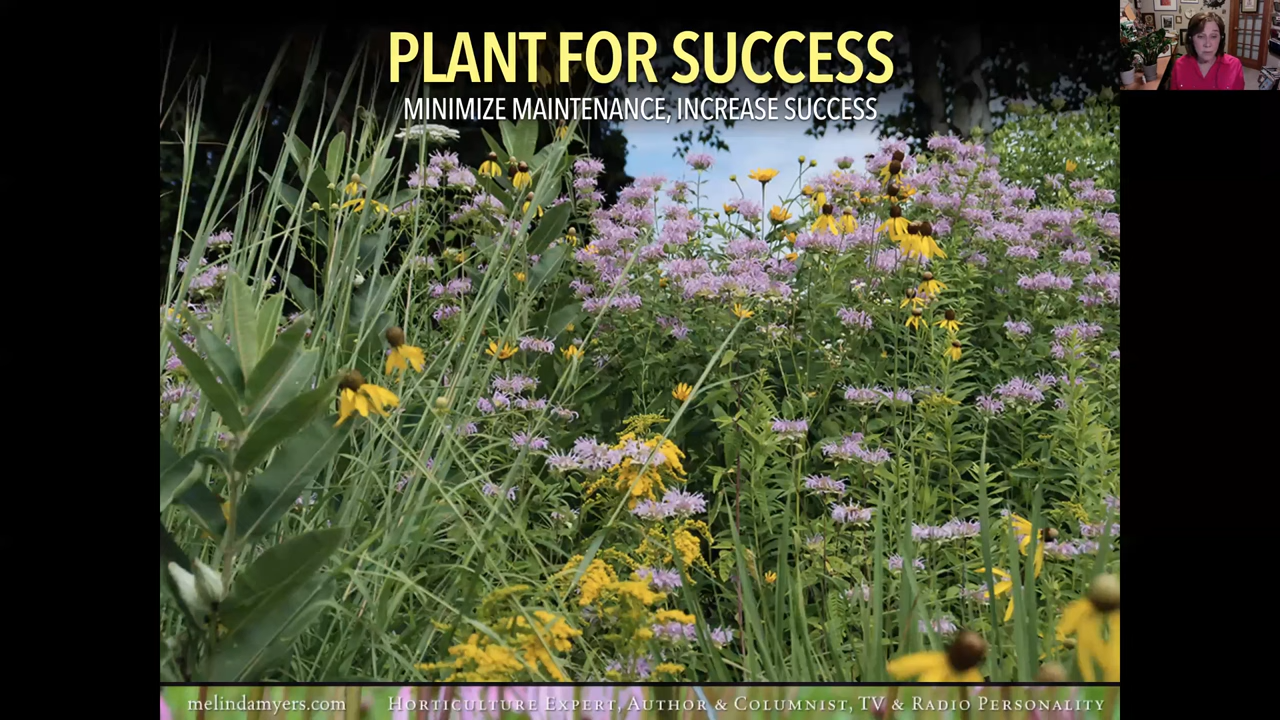 PLANT FOR SUCCESS
MINIMIZE MAINTENANCE, INCREASE SUCCESS
melindamyers.com HORTICULTURE EXPERT, AUTHOR & COLUMNIST, TV & RADIO PERSONALITY